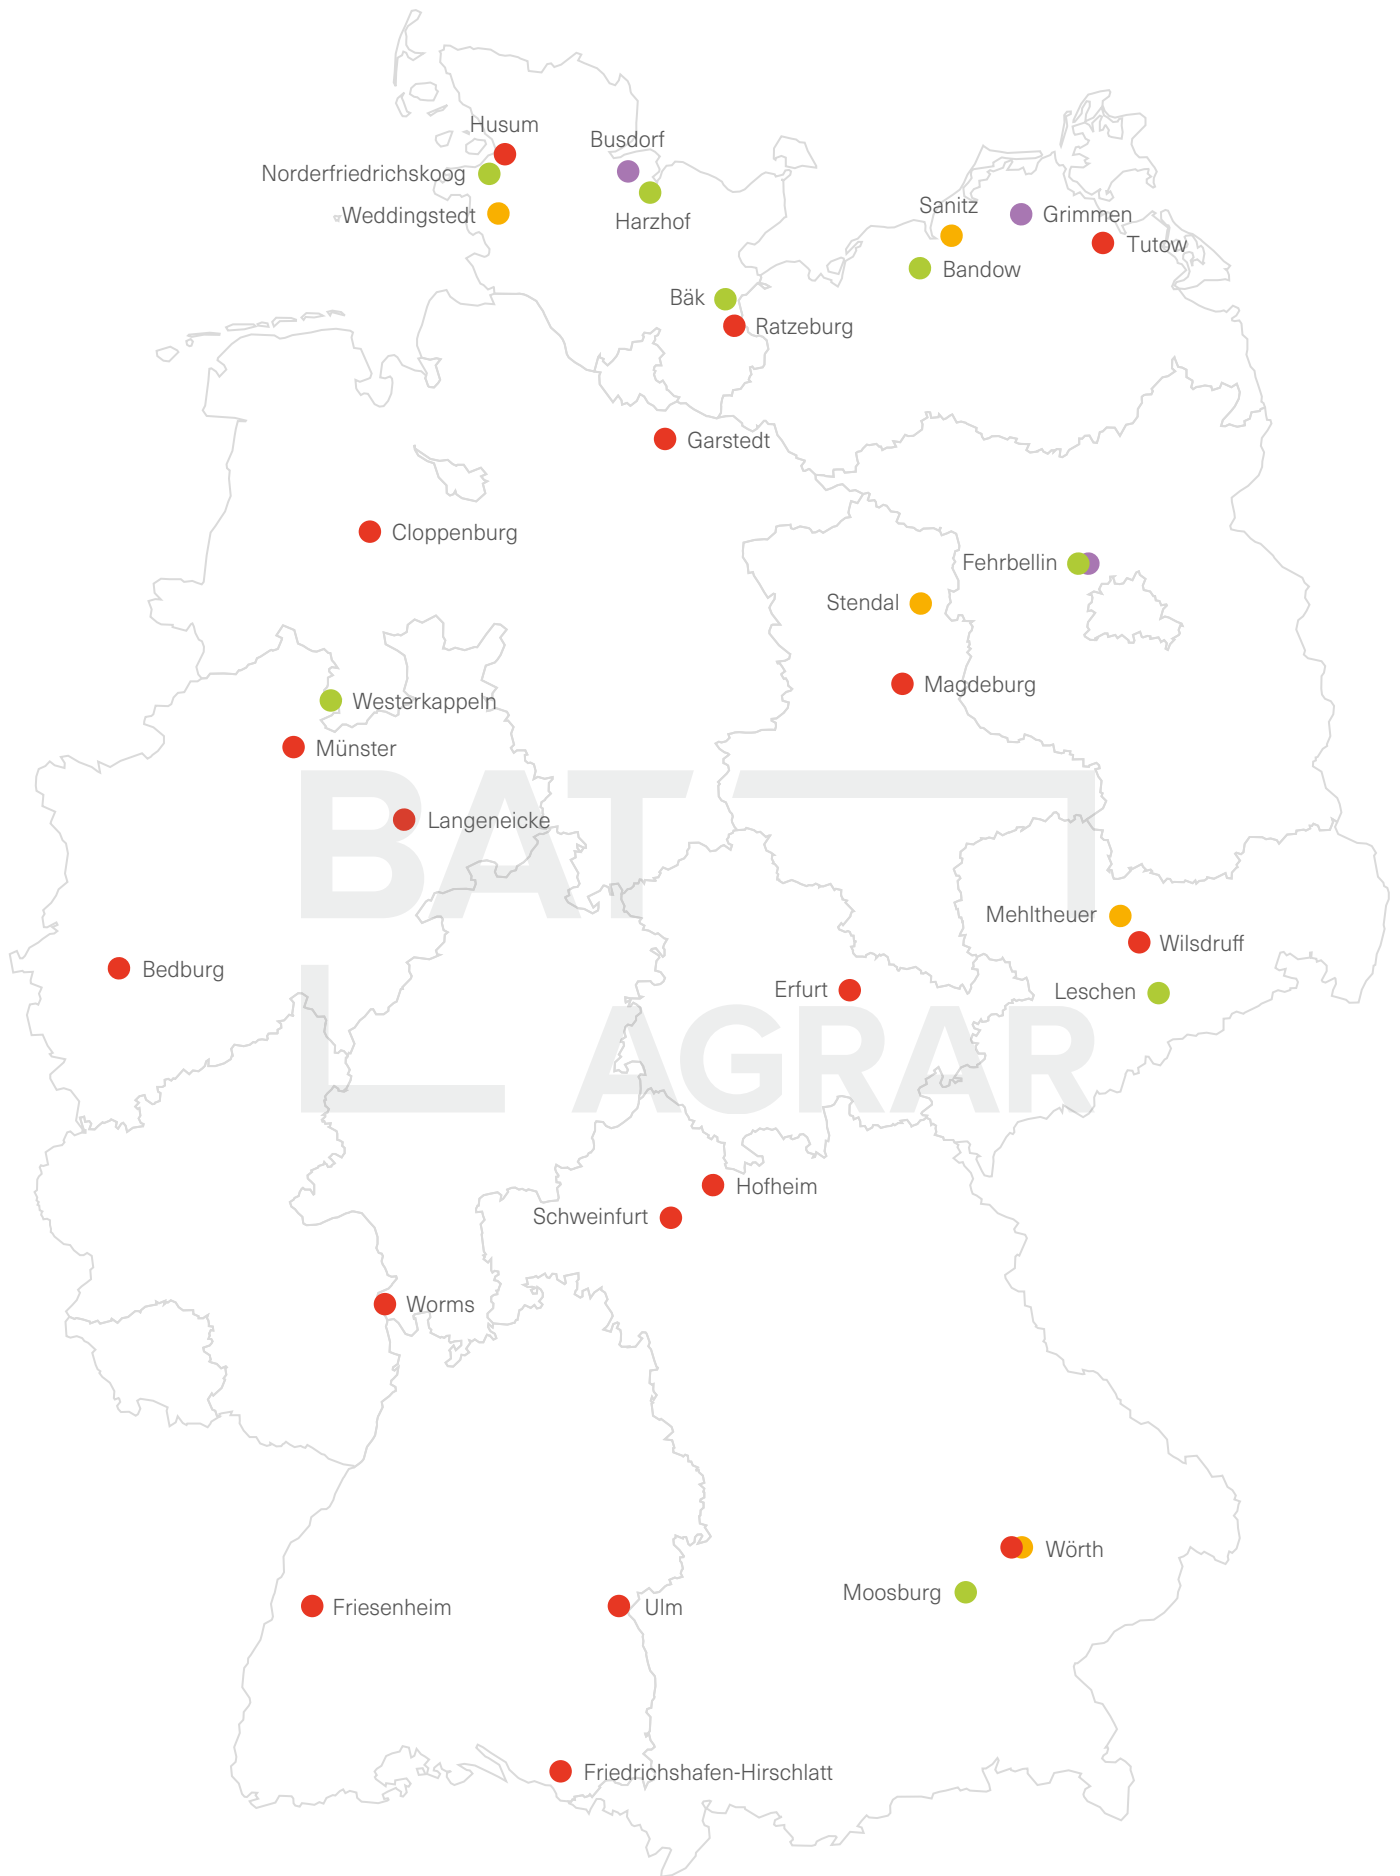 Husum
Busdorf
Norderfriedrichskoog
Weddingstedt
Harzhof
Sanitz
Grimmen
Tutow
Bandow
Bäk
Ratzeburg
Garstedt
Cloppenburg
Fehrbellin
Stendal
Magdeburg
Westerkappeln
Münster
BAT
Langeneicke
Mehltheuer
Wilsdruff
Bedburg
Erfurt
Leschen
AGRAR
Hofheim
Schweinfurt
Worms
Wörth
Moosburg
Friesenheim
Ulm
Friedrichshafen-Hirschlatt